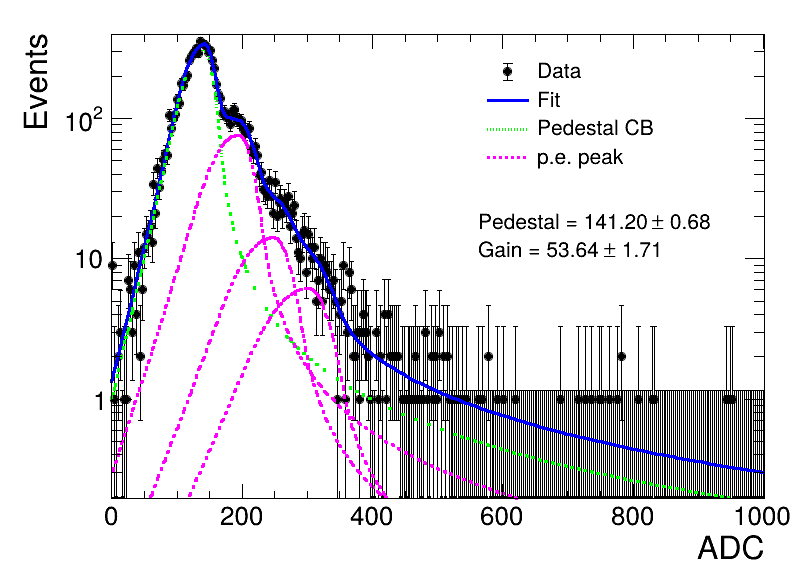 Events
10²
10
1
Data
Fit
Pedestal CB
p.e. peak
Pedestal = 141.20 ± 0.68
Gain = 53.64 ± 1.71
0 200 400 600 800 1000
ADC